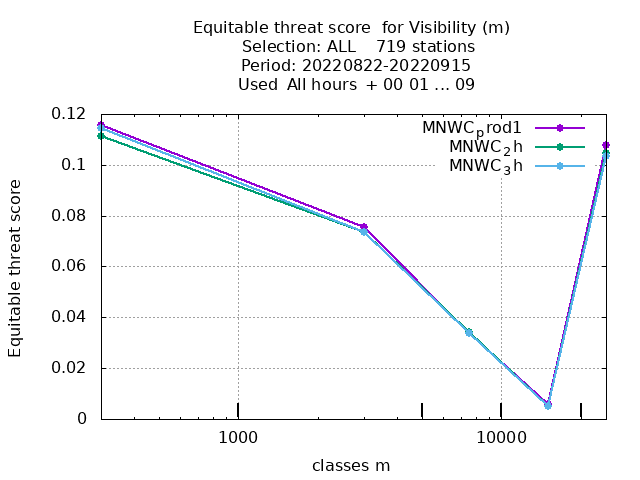 Equitable threat score  for Visibility (m)
Selection: ALL    719 stations
Period: 20220822-20220915
Used  All hours  + 00 01 ... 09
0.12
0.1
0.08
0.06
0.04
0.02
0
Equitable threat score
MNWC_prod1
MNWC_2h
MNWC_3h
1000
10000
classes m